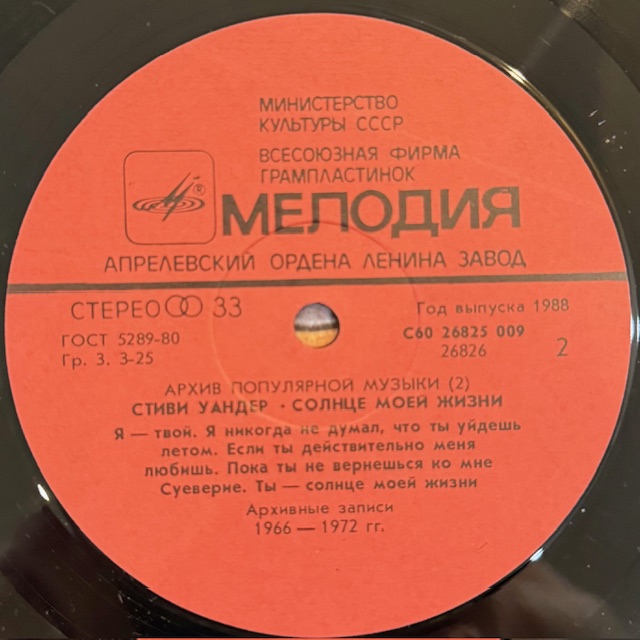 МИНИСТЕРСТВО
КУЛЬТУРЫ СССР
ВСЕСОЮЗНАЯ ФИРМА
ГРАМПЛАСТИНОК
®
МЕЛОДИЯ
АПРЕЛЕВСКИЙ ОРДЕНА ЛЕНИНА ЗАВОД
СТЕРЕО 33
Год выпуска 1988
ГОСТ 5289-80
С60 26825 009
Гр. 3. 3-25
26826
2
АРХИВ ПОПУЛЯРНОЙ МУЗЫКИ (2)
СТИВИ УАНДЕР · СОЛНЦЕ МОЕЙ ЖИЗНИ
Я — твой. Я никогда не думал, что ты уйдешь
летом. Если ты действительно меня
любишь. Пока ты не вернешься ко мне
Суеверие. Ты — солнце моей жизни
Архивные записи
1966 — 1972 гг.